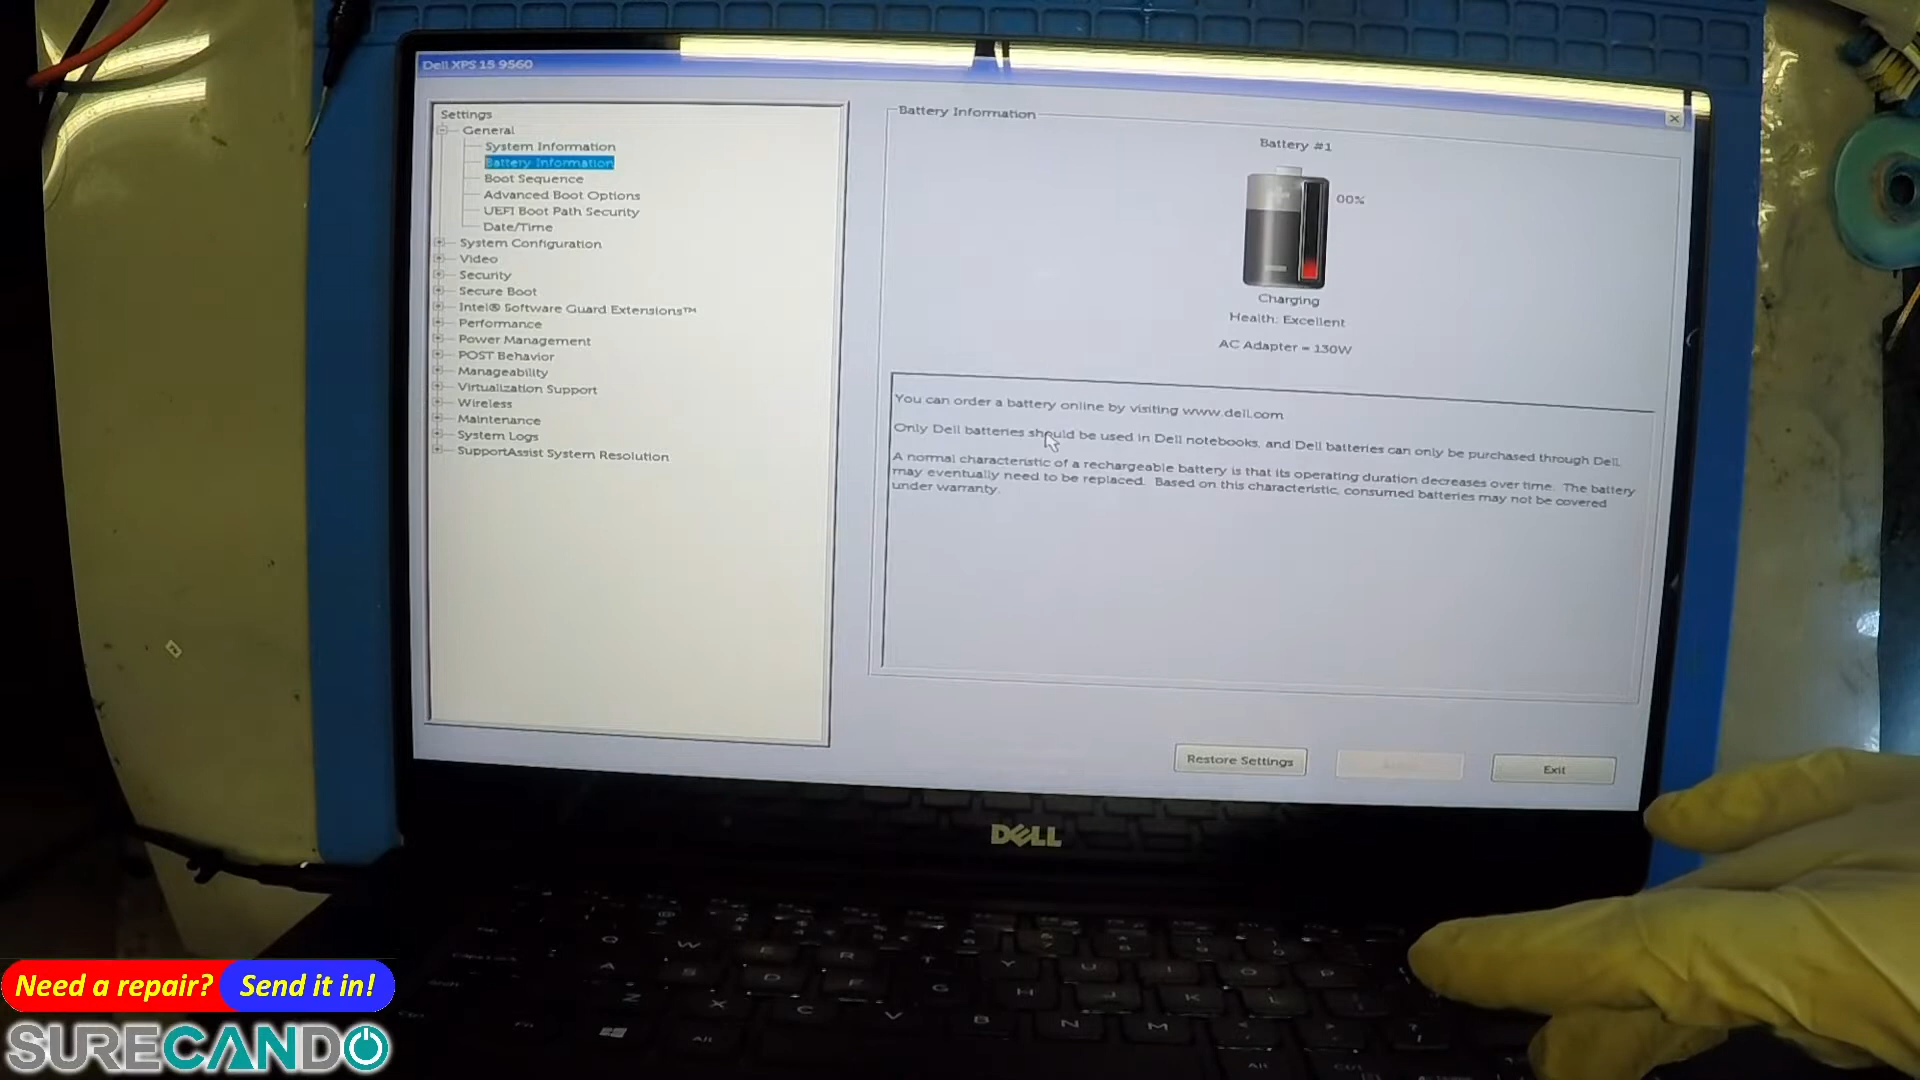 Dell XPS 15 9560
Settings
General
System Information
Battery Information
Boot Sequence
Advanced Boot Options
UEFI Boot Path Security
Date/Time
System Configuration
Video
Security
Secure Boot
Intel® Software Guard Extensions™
Performance
Power Management
POST Behavior
Manageability
Virtualization Support
Wireless
Maintenance
System Logs
SupportAssist System Resolution
Battery Information
Battery #1
00%
Charging
Health: Excellent
AC Adapter = 130W
You can order a battery online by visiting www.dell.com
Only Dell batteries should be used in Dell notebooks, and Dell batteries can only be purchased through Dell.
A normal characteristic of a rechargeable battery is that its operating duration decreases over time. The battery
may eventually need to be replaced. Based on this characteristic, consumed batteries may not be covered
under warranty.
Restore Settings
Exit
DELL
Q W E R T Y U I O P
A S D F G H J K L
Z X C V B N M
Fn Alt Alt Ctrl
Need a repair? Send it in!
SURECANDO